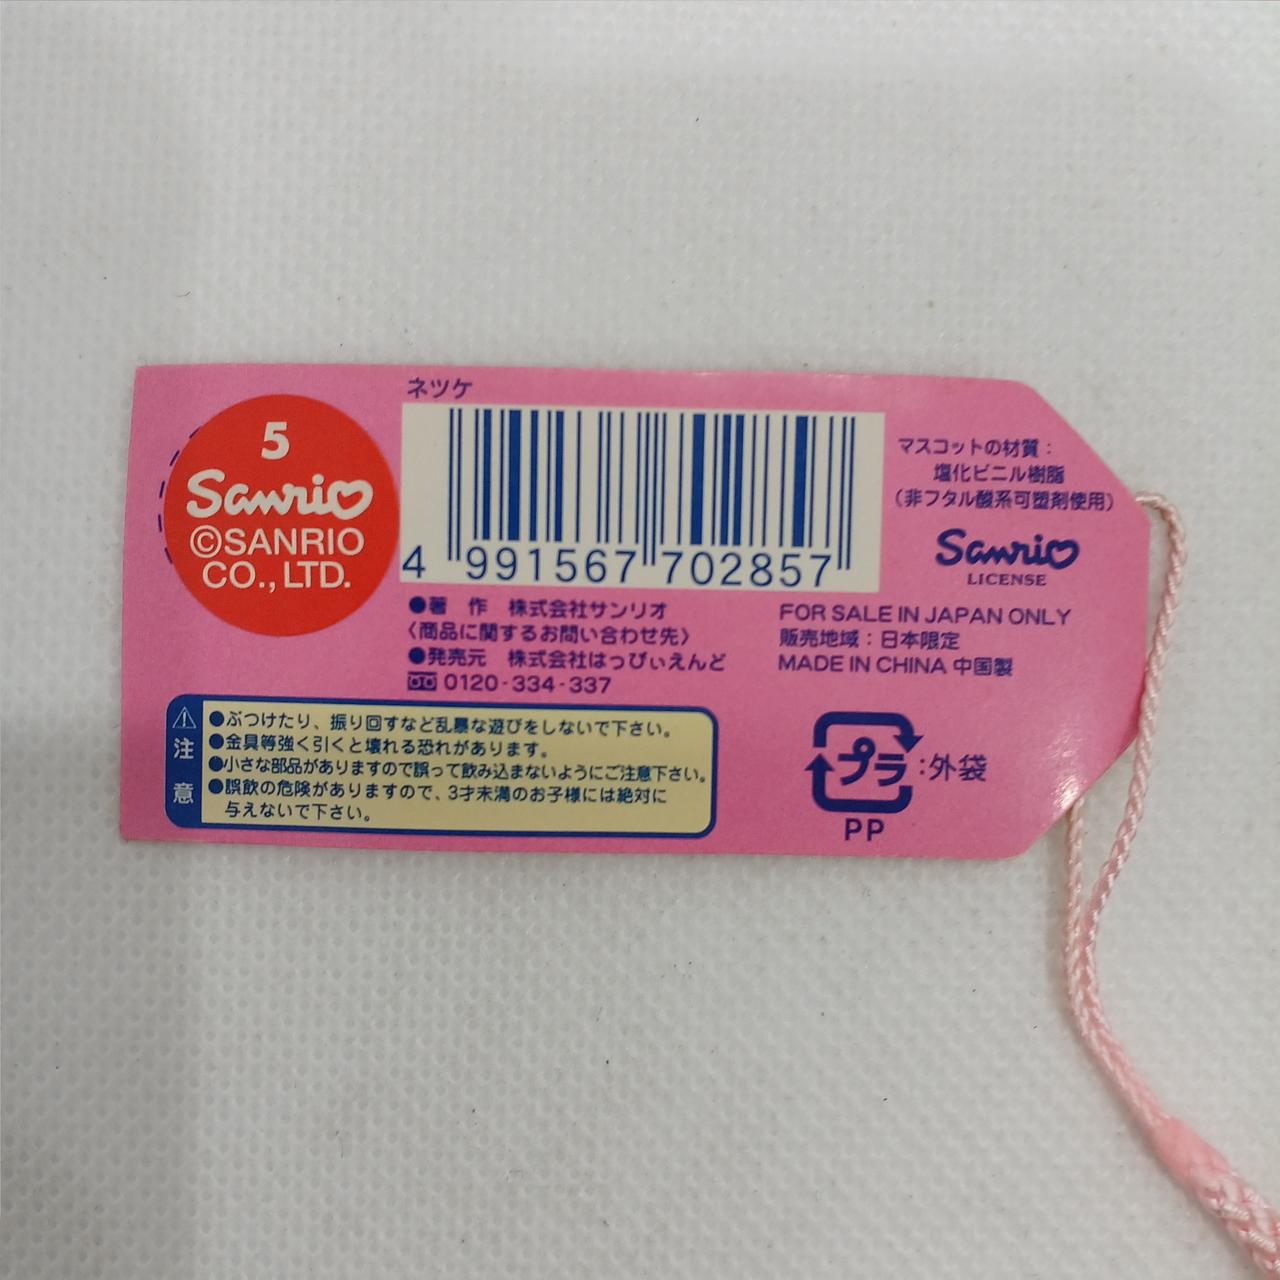 ネツケ
5
Sanrio
©SANRIO
CO., LTD.
4 991567 702857
●著 作 株式会社サンリオ
〈商品に関するお問い合わせ先〉
●発売元 株式会社はっぴぃえんど
0120-334-337
マスコットの材質：
塩化ビニル樹脂
（非フタル酸系可塑剤使用）
Sanrio
LICENSE
FOR SALE IN JAPAN ONLY
販売地域：日本限定
MADE IN CHINA 中国製
注意
●ぶつけたり、振り回すなど乱暴な遊びをしないで下さい。
●金具等強く引くと壊れる恐れがあります。
●小さな部品がありますので誤って飲み込まないようにご注意下さい。
●誤飲の危険がありますので、3才未満のお子様には絶対に
与えないで下さい。
プラ：外袋
PP